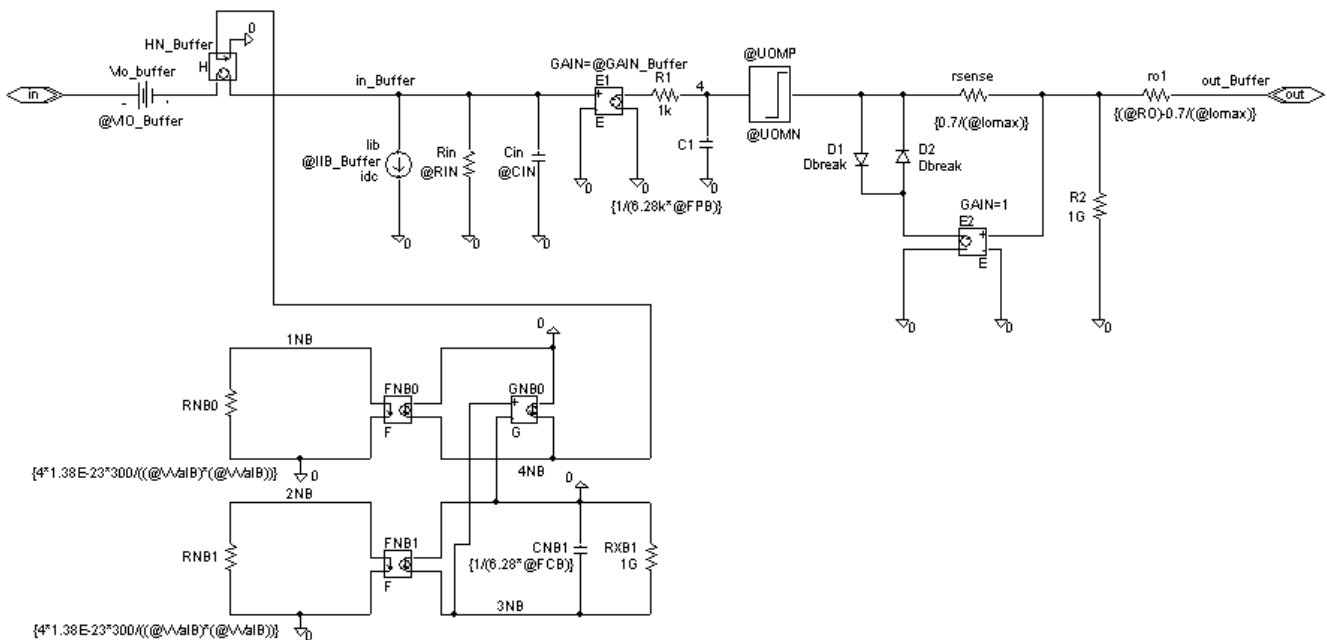 HN_Buffer
0
H
Vio_buffer
in
@VIO_Buffer
in_Buffer
Iib
@IIB_Buffer
idc
0
Rin
@RIN
0
Cin
@CIN
0
GAIN=@GAIN_Buffer
E1
E
0
0
R1
1k
4
C1
0
{1/(6.28k*@FPB)}
@UOMP
@UOMN
D1
Dbreak
D2
Dbreak
rsense
{0.7/(@Iomax)}
GAIN=1
E2
E
0
0
R2
1G
0
ro1
{(@RO)-0.7/(@Iomax)}
out_Buffer
out
1NB
RNB0
{4*1.38E-23*300/((@WalB)*(@WalB))}
0
FNB0
F
GNB0
G
0
4NB
2NB
RNB1
{4*1.38E-23*300/((@WalB)*(@WalB))}
0
FNB1
F
0
CNB1
{1/(6.28*@FCB)}
RXB1
1G
3NB